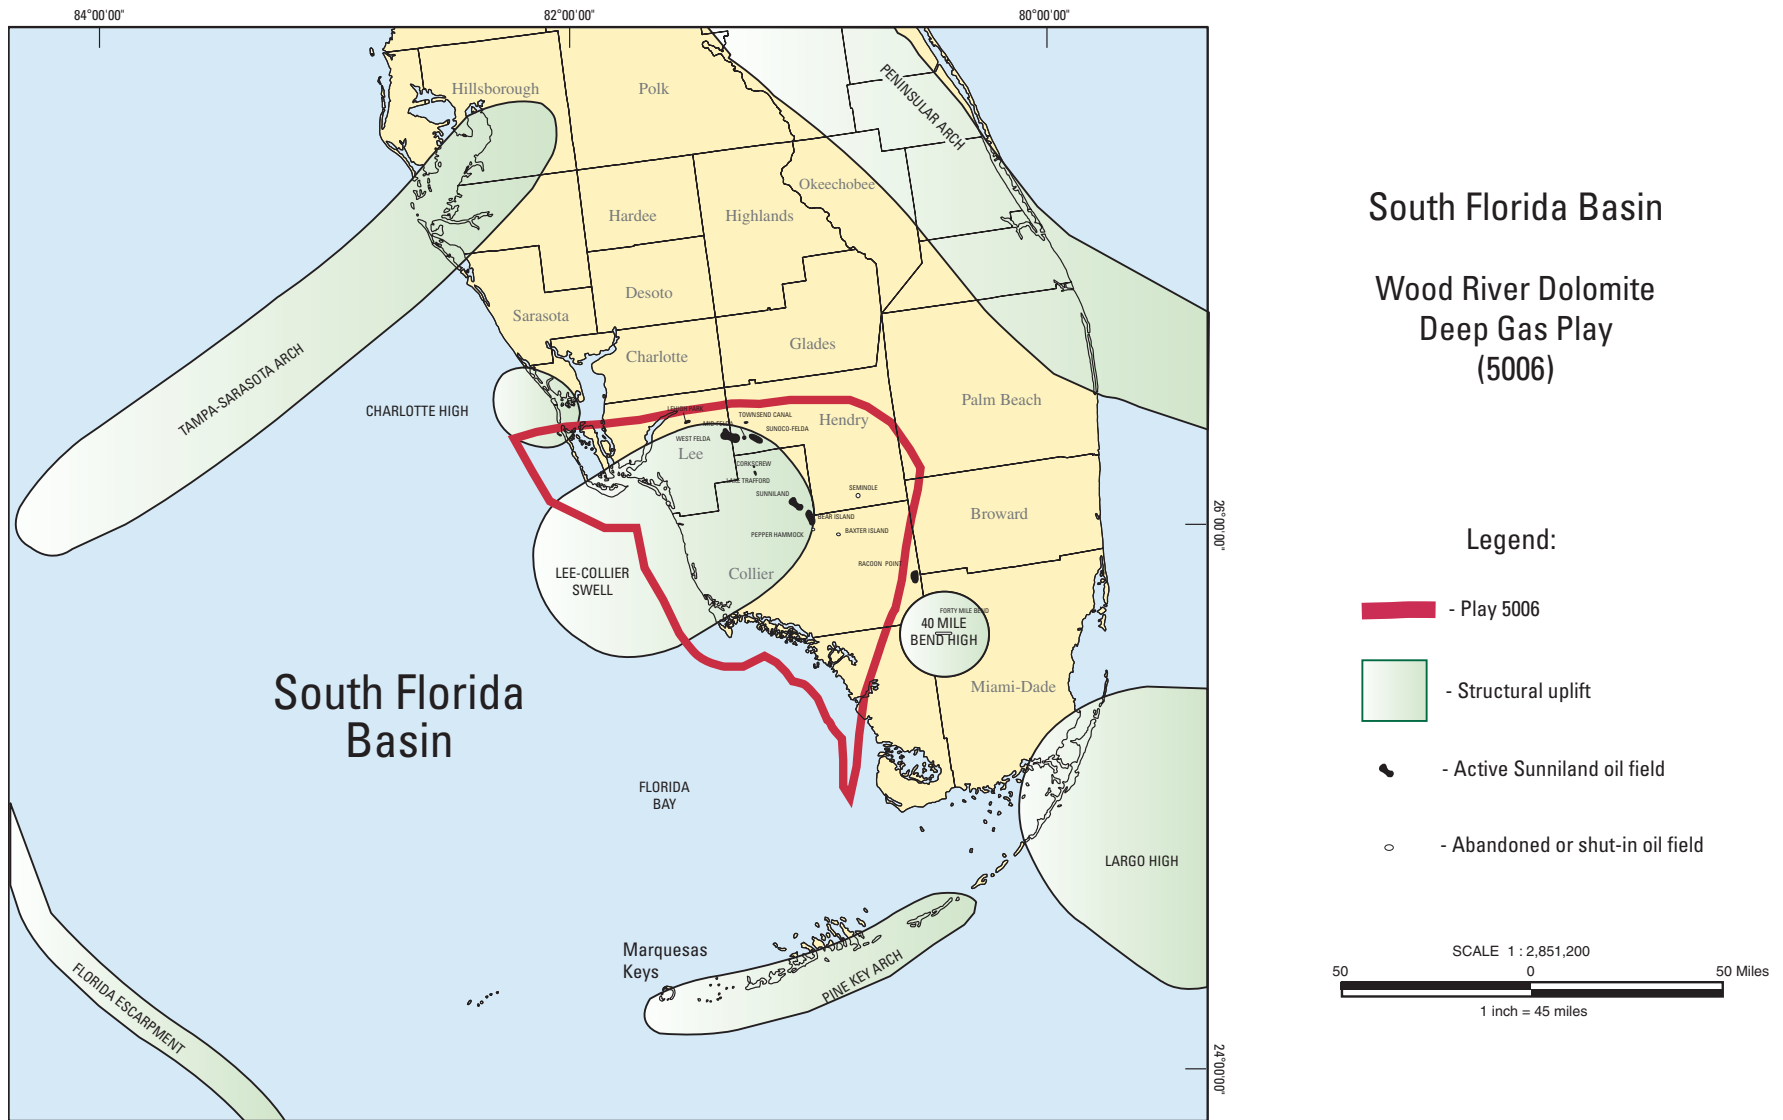 84°00'00"
82°00'00"
80°00'00"
Hillsborough
Polk
PENINSULAR ARCH
Okeechobee
Hardee
Highlands
Desoto
Sarasota
Glades
Charlotte
TAMPA-SARASOTA ARCH
CHARLOTTE HIGH
Palm Beach
LEHIGH PARK
TOWNSEND CANAL
Hendry
MID-FELDA
SUNOCO-FELDA
WEST FELDA
Lee
CORKSCREW
LAKE TRAFFORD
SUNNILAND
SEMINOLE
BEAR ISLAND
Broward
PEPPER HAMMOCK
BAXTER ISLAND
26°00'00"
RACOON POINT
LEE-COLLIER
SWELL
Collier
FORTY MILE BEND
40 MILE
BEND HIGH
Miami-Dade
South Florida
Basin
FLORIDA
BAY
LARGO HIGH
Marquesas
Keys
PINE KEY ARCH
FLORIDA ESCARPMENT
24°00'00"
South Florida Basin
Wood River Dolomite
Deep Gas Play
(5006)
Legend:
- Play 5006
- Structural uplift
- Active Sunniland oil field
- Abandoned or shut-in oil field
SCALE 1 : 2,851,200
50 0 50 Miles
1 inch = 45 miles